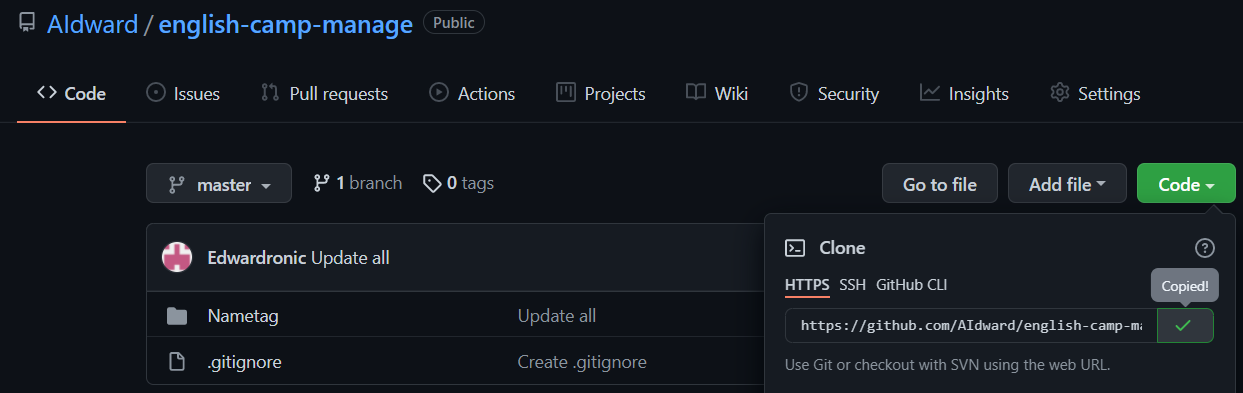 AIdward / english-camp-manage Public
Code Issues Pull requests Actions Projects Wiki Security Insights Settings
master 1 branch 0 tags Go to file Add file Code
Edwardronic Update all
Nametag Update all
.gitignore Create .gitignore
Clone
HTTPS SSH GitHub CLI
Copied!
https://github.com/AIdward/english-camp-ma
Use Git or checkout with SVN using the web URL.